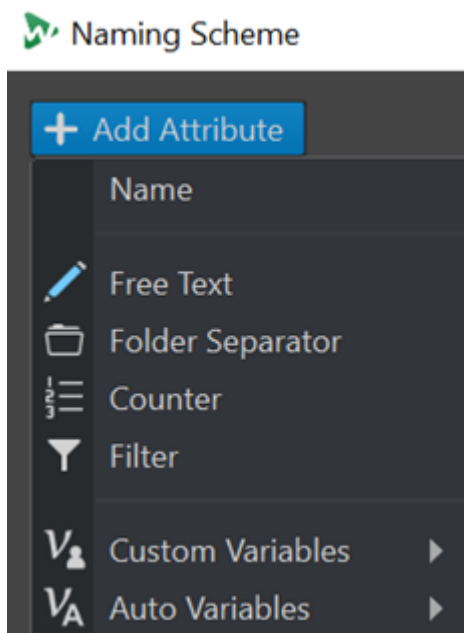 Naming Scheme
Add Attribute
Name
Free Text
Folder Separator
Counter
Filter
Custom Variables
Auto Variables